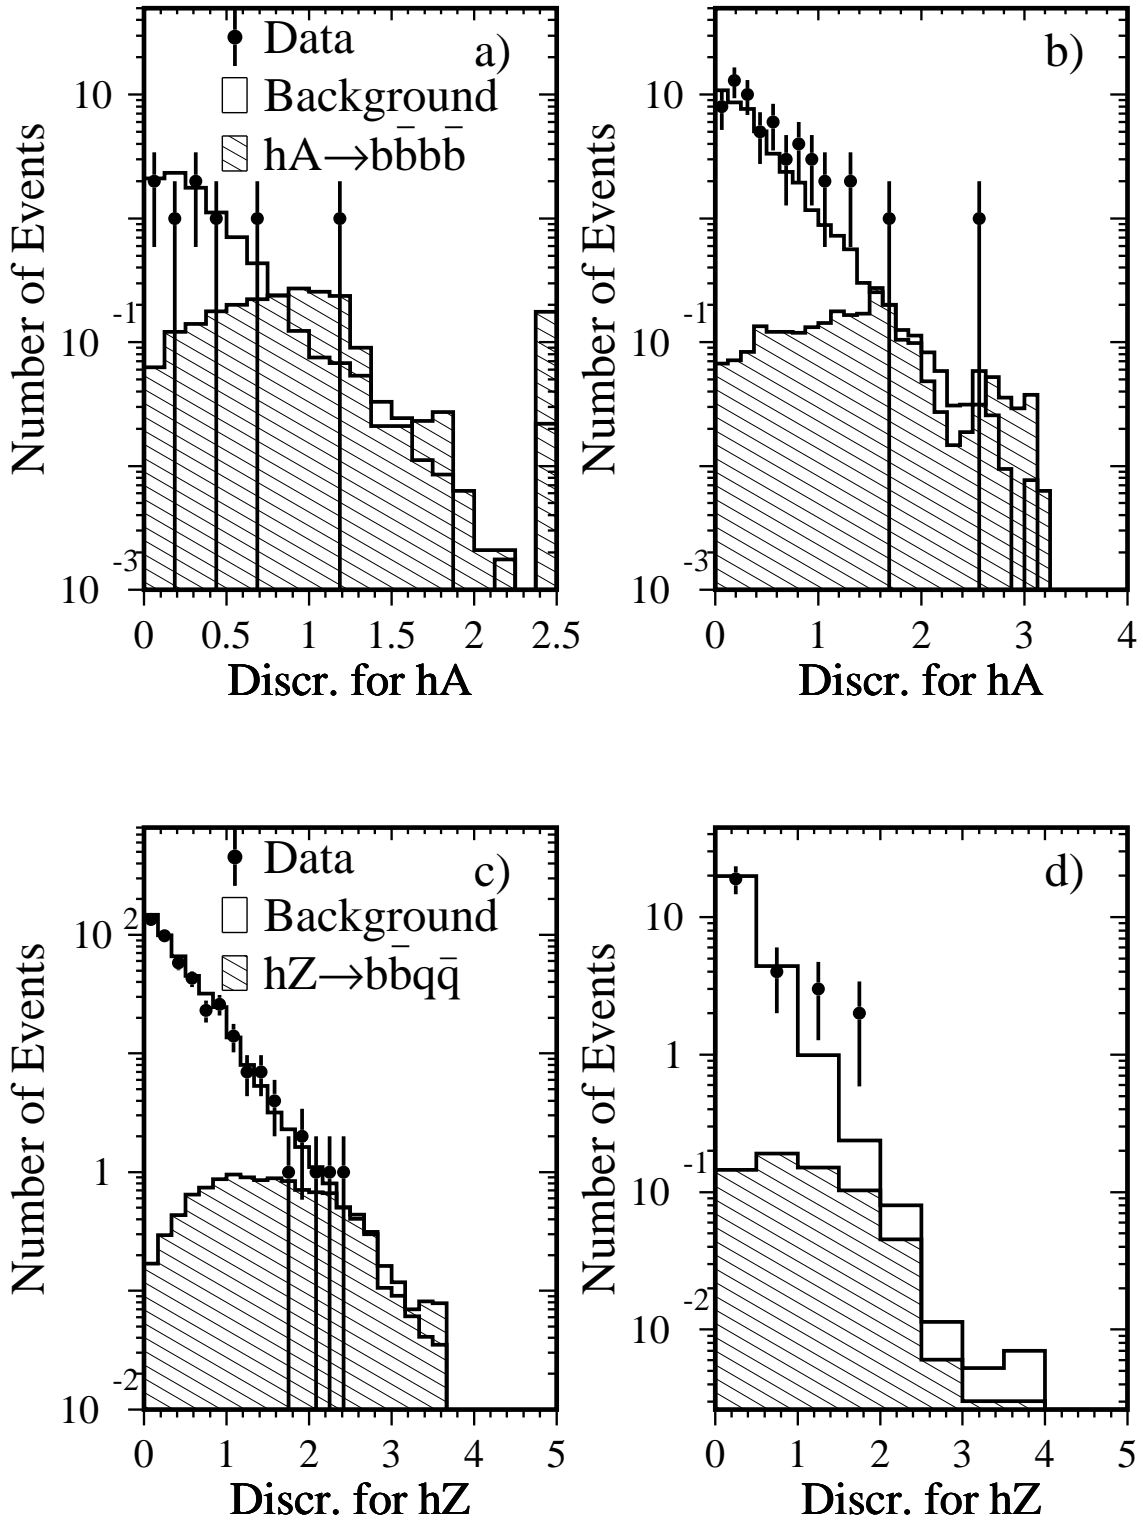 Data
Background
hA→bb̄bb̄
a)
Number of Events
10
10 -1
10 -3
0 0.5 1 1.5 2 2.5
Discr. for hA
b)
Number of Events
10
10 -1
10 -3
0 1 2 3 4
Discr. for hA
Data
Background
hZ→bb̄qq̄
c)
Number of Events
10 2
1
10 -2
0 1 2 3 4 5
Discr. for hZ
d)
Number of Events
10
1
10 -1
10 -2
0 1 2 3 4 5
Discr. for hZ